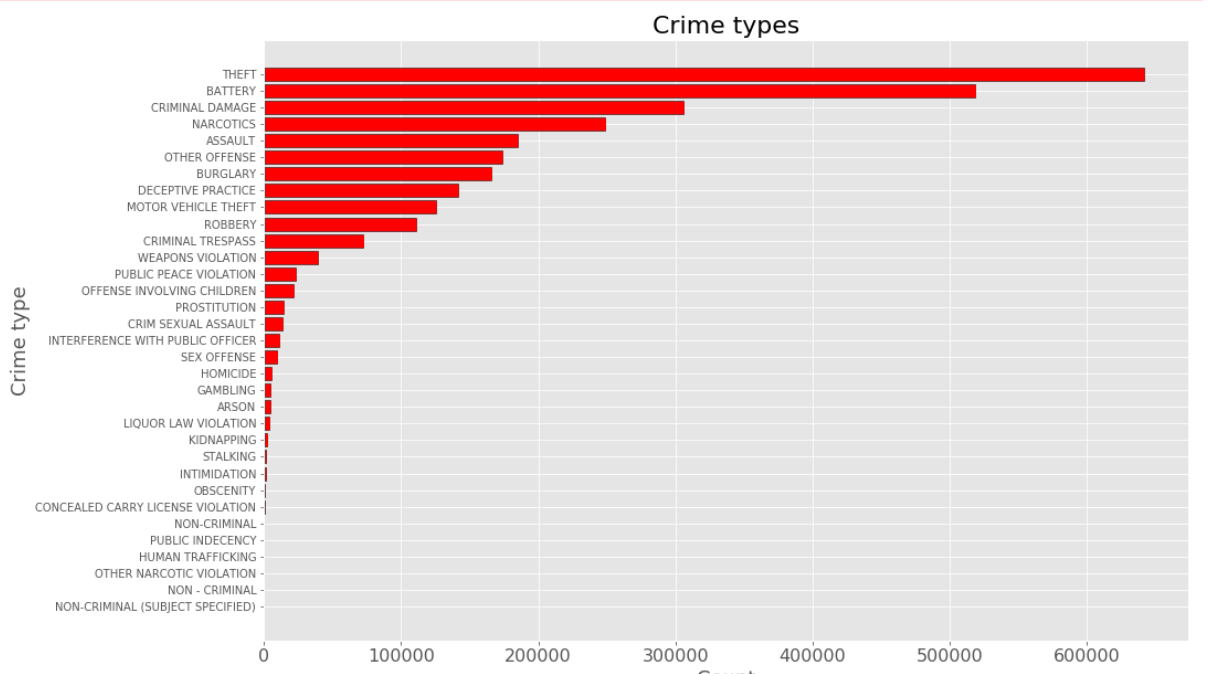 Crime types
THEFT
BATTERY
CRIMINAL DAMAGE
NARCOTICS
ASSAULT
OTHER OFFENSE
BURGLARY
DECEPTIVE PRACTICE
MOTOR VEHICLE THEFT
ROBBERY
CRIMINAL TRESPASS
WEAPONS VIOLATION
PUBLIC PEACE VIOLATION
OFFENSE INVOLVING CHILDREN
PROSTITUTION
CRIM SEXUAL ASSAULT
INTERFERENCE WITH PUBLIC OFFICER
SEX OFFENSE
HOMICIDE
GAMBLING
ARSON
LIQUOR LAW VIOLATION
KIDNAPPING
STALKING
INTIMIDATION
OBSCENITY
CONCEALED CARRY LICENSE VIOLATION
NON-CRIMINAL
PUBLIC INDECENCY
HUMAN TRAFFICKING
OTHER NARCOTIC VIOLATION
NON - CRIMINAL
NON-CRIMINAL (SUBJECT SPECIFIED)
Crime type
0 100000 200000 300000 400000 500000 600000
Count